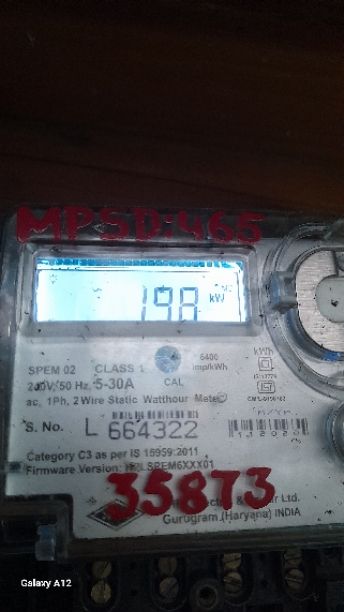 MPSD:465
198
kW
SPEM 02 CLASS 1 6400 imp/kWh kWh
240V, 50 Hz, 5-30A CAL
ac, 1Ph, 2 Wire Static Watthour Meter
S. No. L 664322
Category C3 as per IS 15959:2011
Firmware Version:
35873
Ltd.
Gurugram (Haryana) INDIA
Galaxy A12